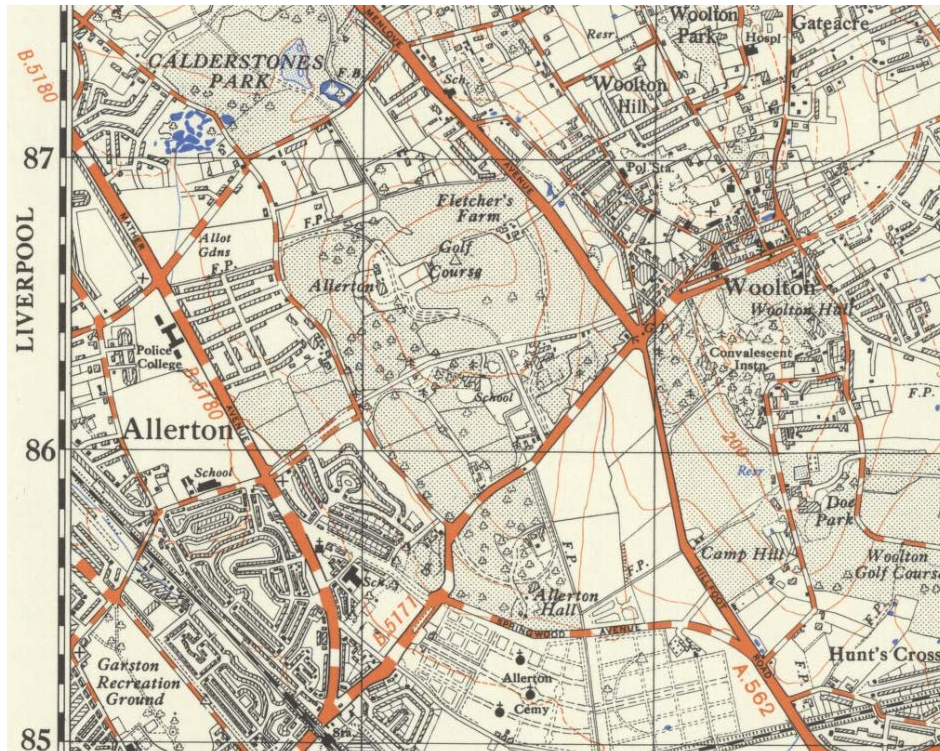 B.5180
CALDERSTONES
PARK
F.B.
MENLOVE
AVENUE
Sch.
Resr
Woolton
Park
Hospl
Gateacre
Woolton
Hill
Pol. Sta.
87
LIVERPOOL
MATHER
AVENUE
Allot
Gdns
F.P.
F.P.
Fletcher's
Farm
Golf
Course
Allerton
Woolton
Woolton Hall
G.P.
Convalescent
Instn
Police
College
B.5180
School
F.P.
Allerton
86
School
200
Resr
Doe
Park
F.P.
F.P.
Camp Hill
Woolton
Golf Course
Sch.
Allerton
Hall
HILLFOOT
ROAD
B.5177
SPRINGWOOD AVENUE
F.P.
F.P.
Hunt's Cross
Garston
Recreation
Ground
Allerton
Cemy
A.562
85
Sta.